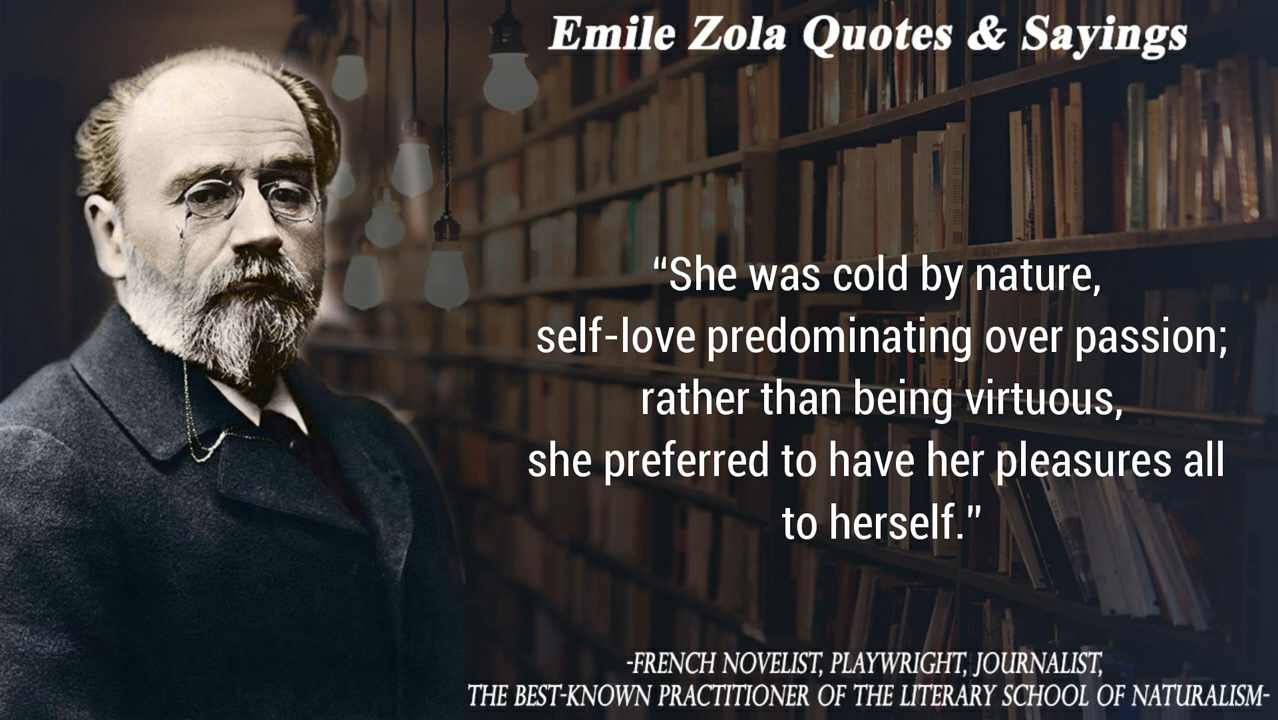 Emile Zola Quotes & Sayings
“She was cold by nature,
self-love predominating over passion;
rather than being virtuous,
she preferred to have her pleasures all
to herself.”
-FRENCH NOVELIST, PLAYWRIGHT, JOURNALIST,
THE BEST-KNOWN PRACTITIONER OF THE LITERARY SCHOOL OF NATURALISM-